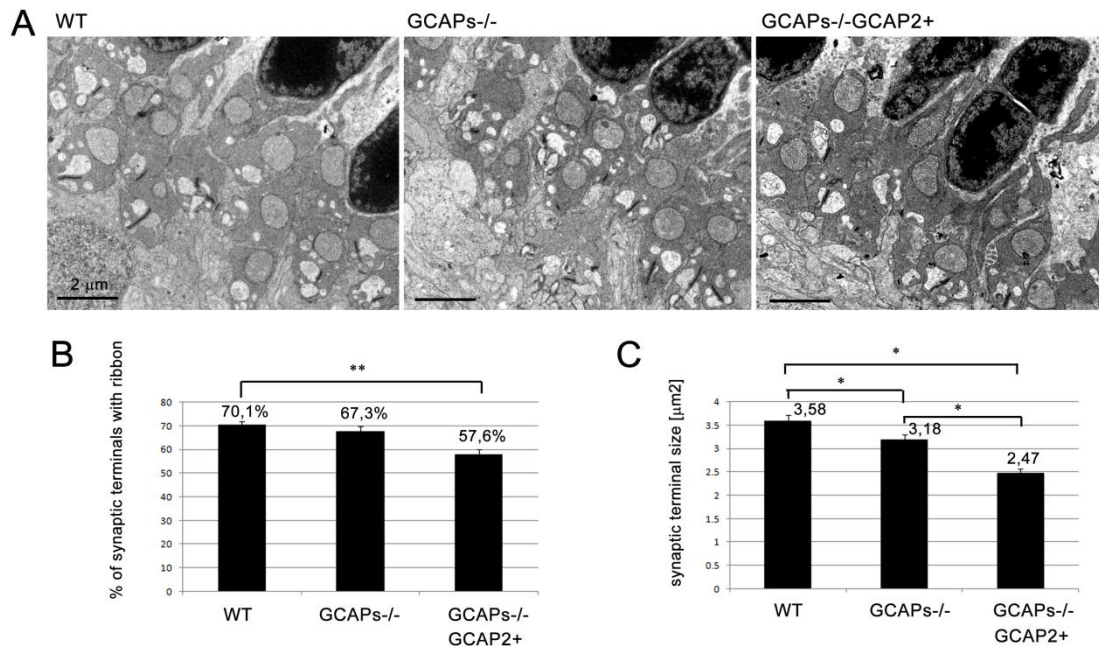 A
WT
GCAPs-/-
GCAPs-/-GCAP2+
2 μm
B
% of synaptic terminals with ribbon
**
80
70
60
50
40
30
20
10
0
70,1%
67,3%
57,6%
WT
GCAPs-/-
GCAPs-/-
GCAP2+
C
synaptic terminal size [μm2]
*
*
*
4
3.5
3
2.5
2
1.5
1
0.5
0
3,58
3,18
2,47
WT
GCAPs-/-
GCAPs-/-
GCAP2+